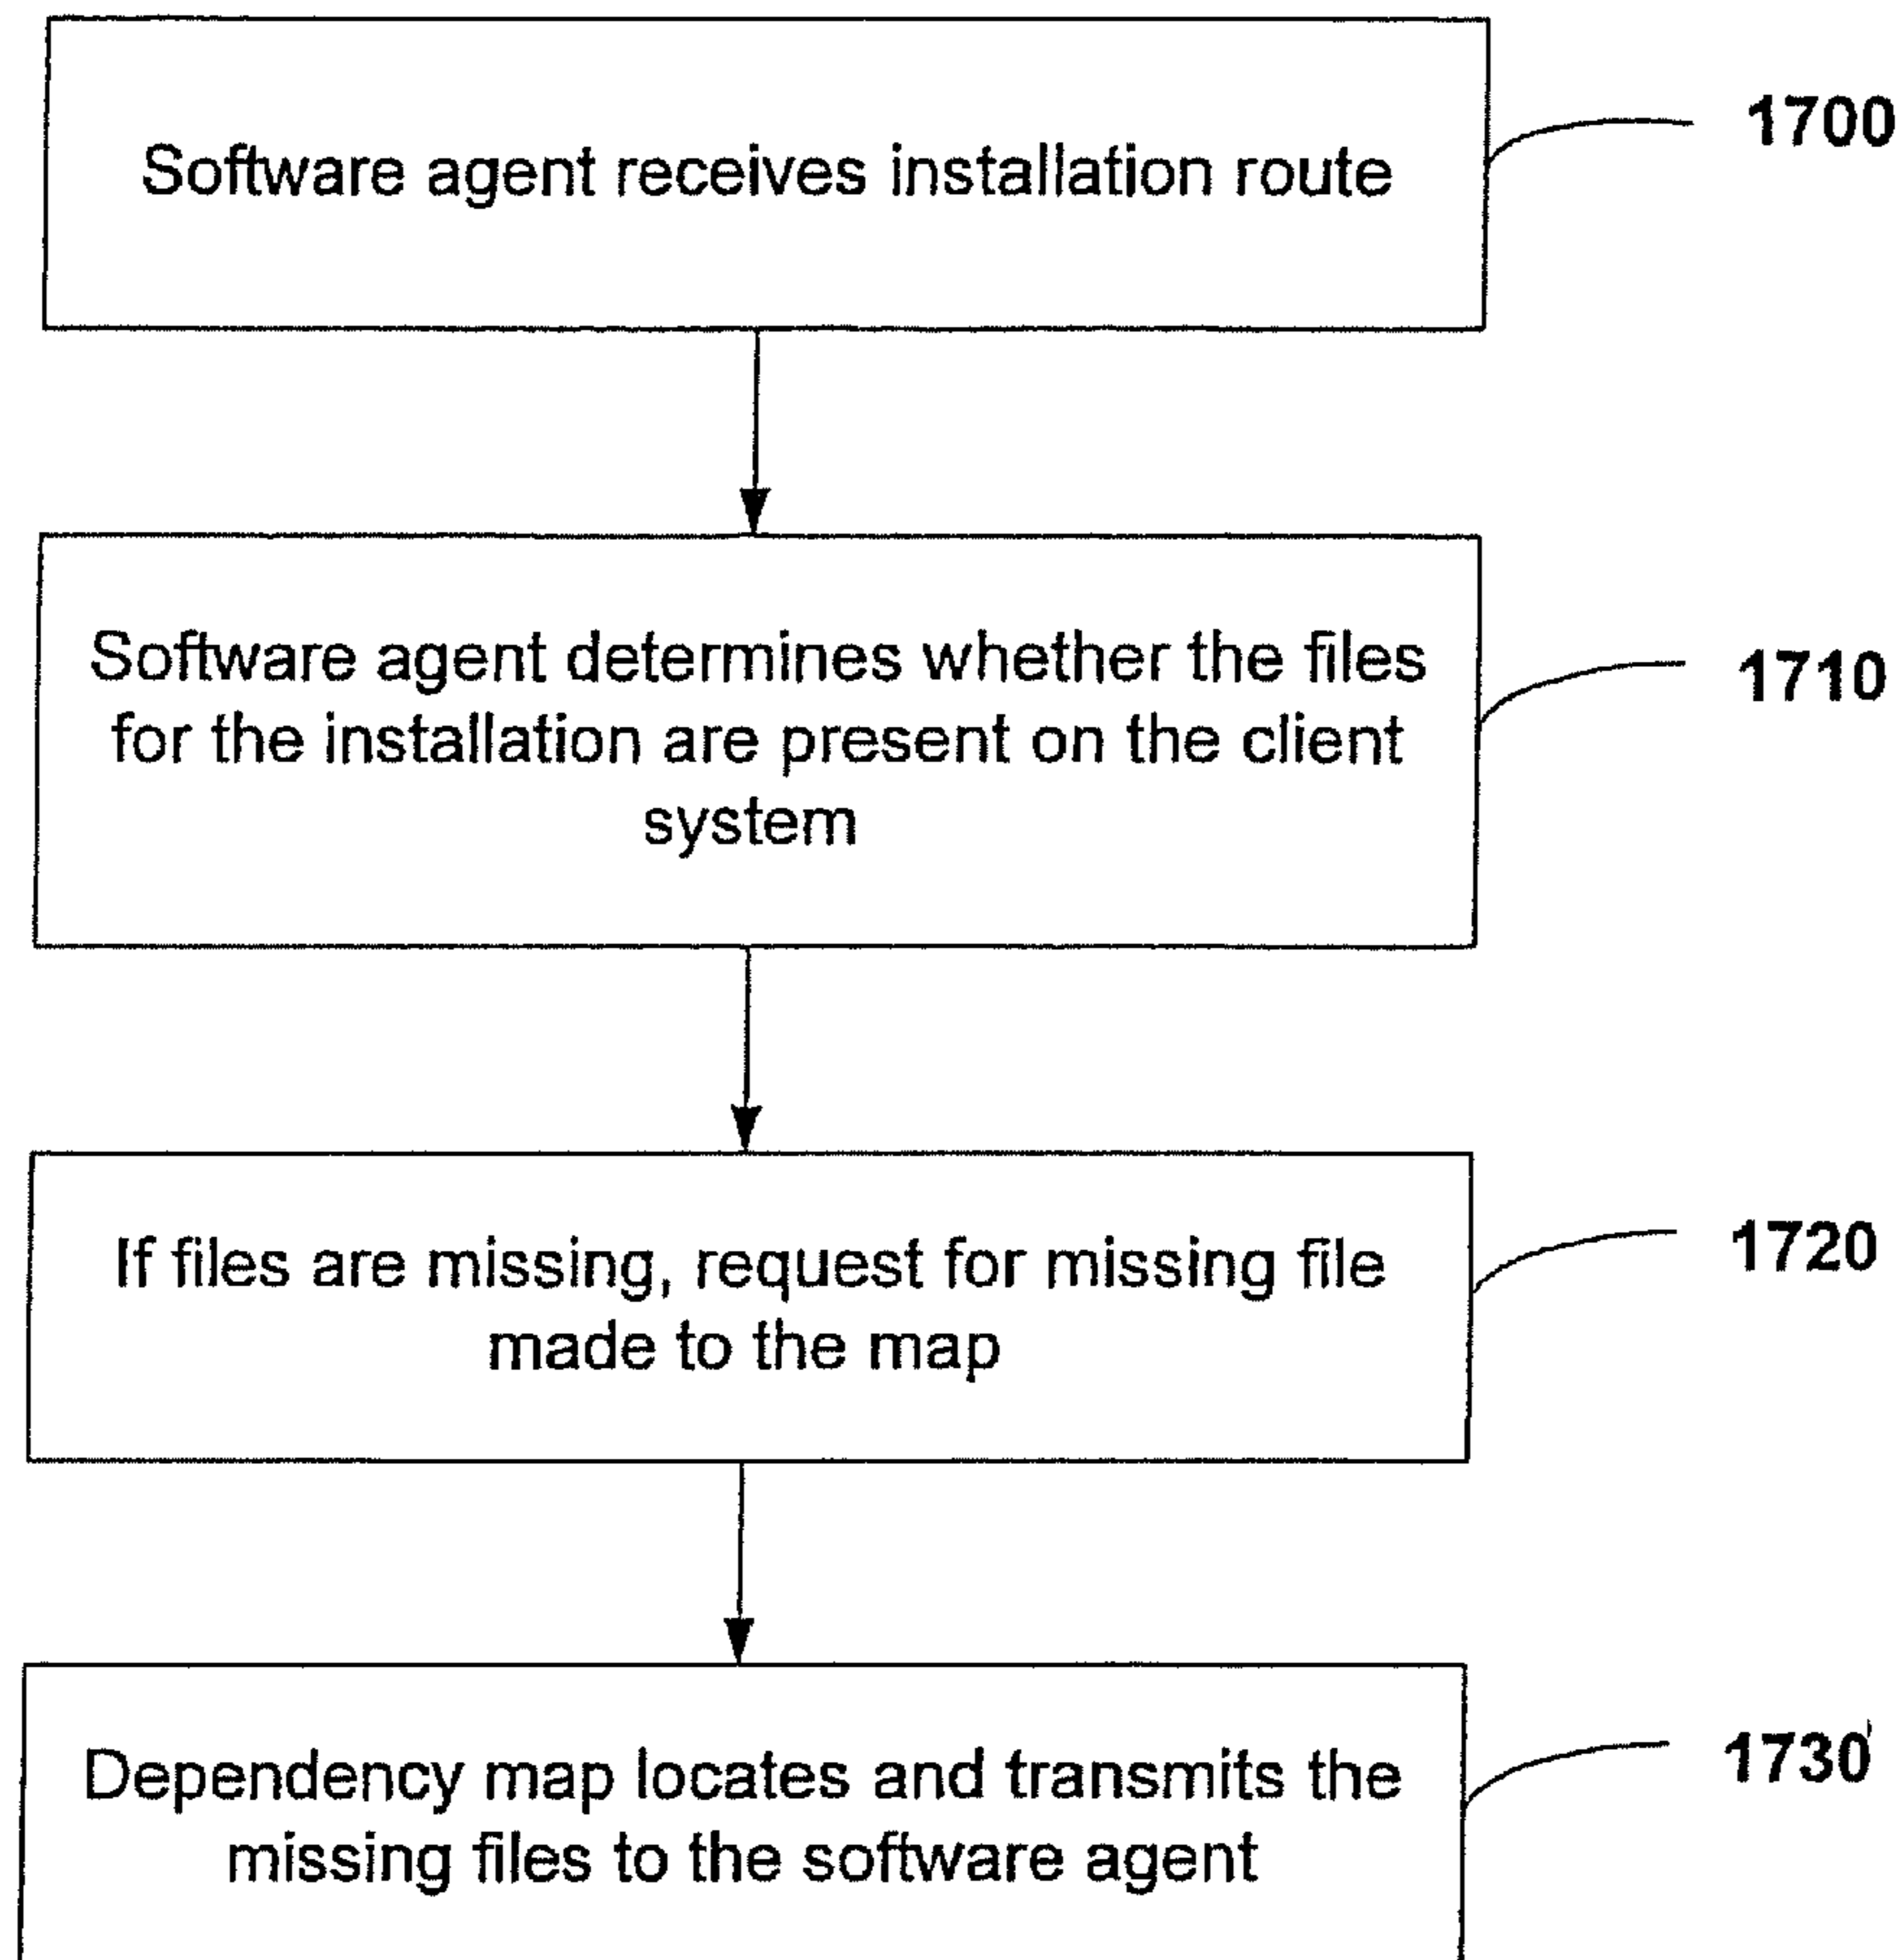 Software agent receives installation route
1700
Software agent determines whether the files
for the installation are present on the client
system
1710
If files are missing, request for missing file
made to the map
1720
Dependency map locates and transmits the
missing files to the software agent
1730